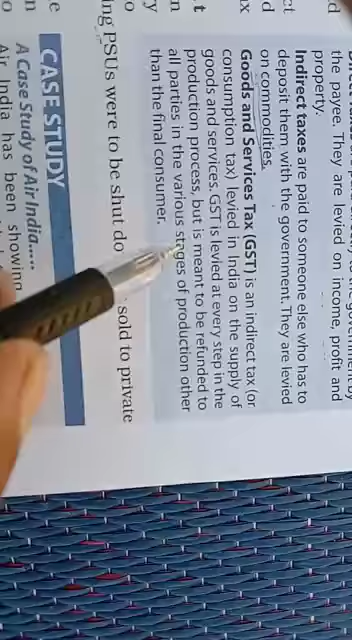 the payee. They are levied on income, profit and
property.
Indirect taxes are paid to someone else who has to
deposit them with the government. They are levied
on commodities.
Goods and Services Tax (GST) is an indirect tax (or
consumption tax) levied in India on the supply of
goods and services. GST is levied at every step in the
production process, but is meant to be refunded to
all parties in the various stages of production other
than the final consumer.
ing PSUs were to be shut do sold to private
CASE STUDY
A Case Study of Air India....
Air India has been showing